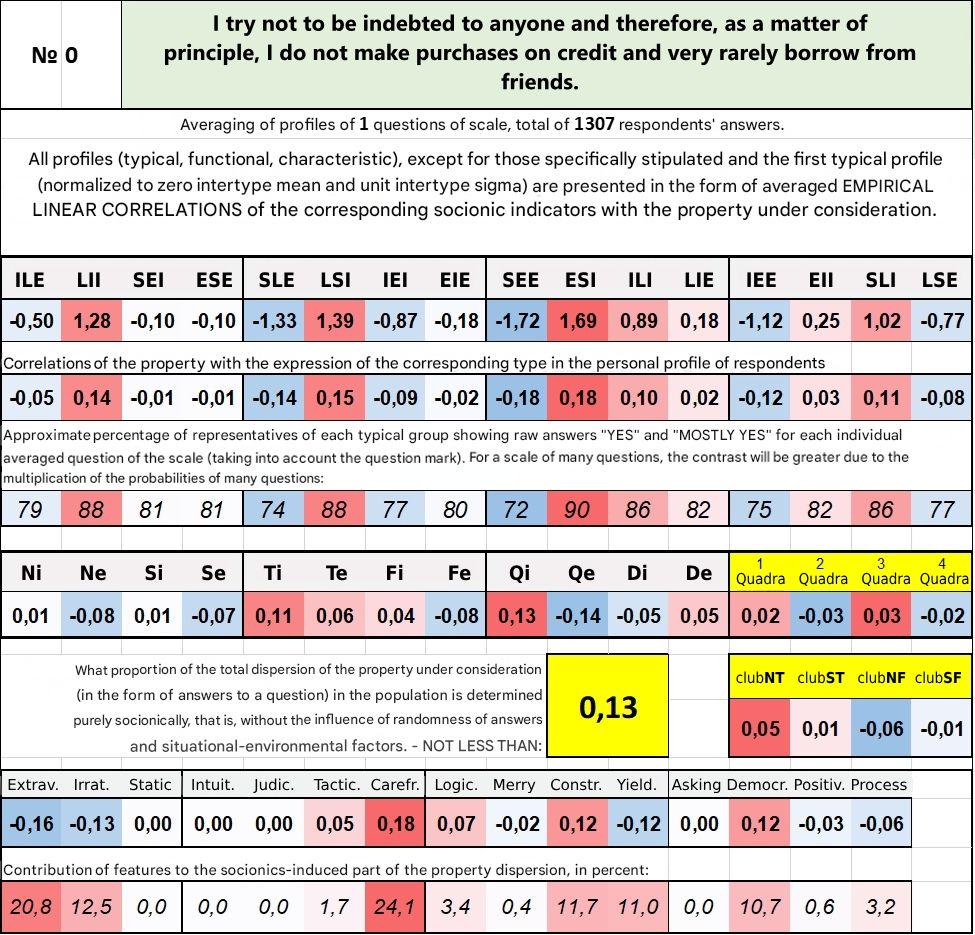 № 0
I try not to be indebted to anyone and therefore, as a matter of
principle, I do not make purchases on credit and very rarely borrow from
friends.
Averaging of profiles of 1 questions of scale, total of 1307 respondents' answers.
All profiles (typical, functional, characteristic), except for those specifically stipulated and the first typical profile
(normalized to zero intertype mean and unit intertype sigma) are presented in the form of averaged EMPIRICAL
LINEAR CORRELATIONS of the corresponding socionic indicators with the property under consideration.
ILE LII SEI ESE SLE LSI IEI EIE SEE ESI ILI LIE IEE EII SLI LSE
-0,50 1,28 -0,10 -0,10 -1,33 1,39 -0,87 -0,18 -1,72 1,69 0,89 0,18 -1,12 0,25 1,02 -0,77
Correlations of the property with the expression of the corresponding type in the personal profile of respondents
-0,05 0,14 -0,01 -0,01 -0,14 0,15 -0,09 -0,02 -0,18 0,18 0,10 0,02 -0,12 0,03 0,11 -0,08
Approximate percentage of representatives of each typical group showing raw answers "YES" and "MOSTLY YES" for each individual
averaged question of the scale (taking into account the question mark). For a scale of many questions, the contrast will be greater due to the
multiplication of the probabilities of many questions:
79 88 81 81 74 88 77 80 72 90 86 82 75 82 86 77
Ni Ne Si Se Ti Te Fi Fe Qi Qe Di De 1 Quadra 2 Quadra 3 Quadra 4 Quadra
0,01 -0,08 0,01 -0,07 0,11 0,06 0,04 -0,08 0,13 -0,14 -0,05 0,05 0,02 -0,03 0,03 -0,02
What proportion of the total dispersion of the property under consideration
(in the form of answers to a question) in the population is determined
purely socionically, that is, without the influence of randomness of answers
and situational-environmental factors. - NOT LESS THAN:
0,13
clubNT clubST clubNF clubSF
0,05 0,01 -0,06 -0,01
Extrav. Irrat. Static Intuit. Judic. Tactic. Carefr. Logic. Merry Constr. Yield. Asking Democr. Positiv. Process
-0,16 -0,13 0,00 0,00 0,00 0,05 0,18 0,07 -0,02 0,12 -0,12 0,00 0,12 -0,03 -0,06
Contribution of features to the socionics-induced part of the property dispersion, in percent:
20,8 12,5 0,0 0,0 0,0 1,7 24,1 3,4 0,4 11,7 11,0 0,0 10,7 0,6 3,2